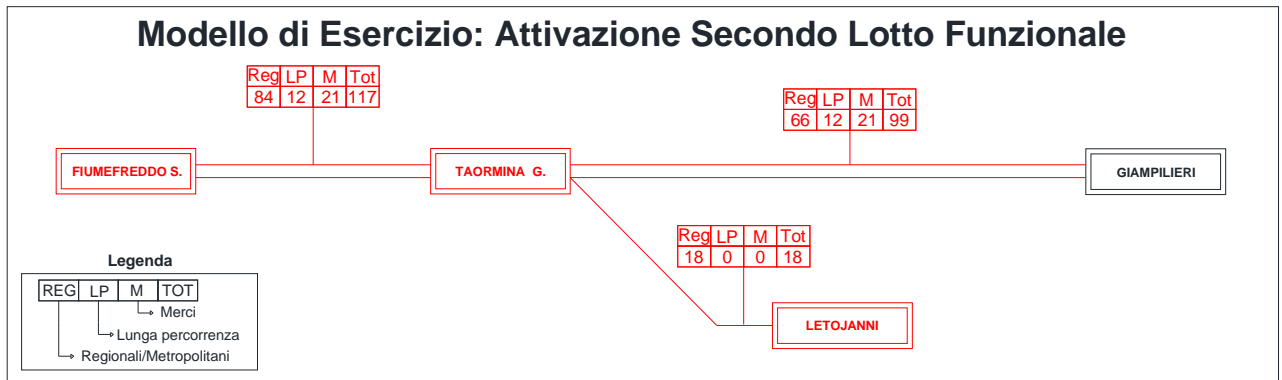 Modello di Esercizio: Attivazione Secondo Lotto Funzionale
Reg LP M Tot
84 12 21 117
Reg LP M Tot
66 12 21 99
FIUMEFREDDO S.
TAORMINA G.
GIAMPILIERI
Reg LP M Tot
18 0 0 18
LETOJANNI
Legenda
REG LP M TOT
Merci
Lunga percorrenza
Regionali/Metropolitani